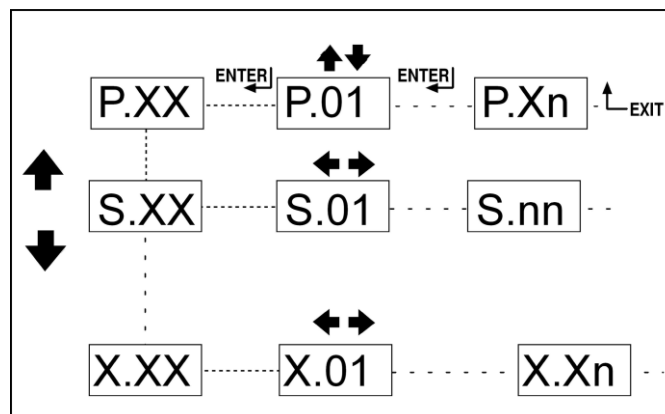 ENTER ENTER
P.XX P.01 P.Xn EXIT
S.XX S.01 S.nn
X.XX X.01 X.Xn